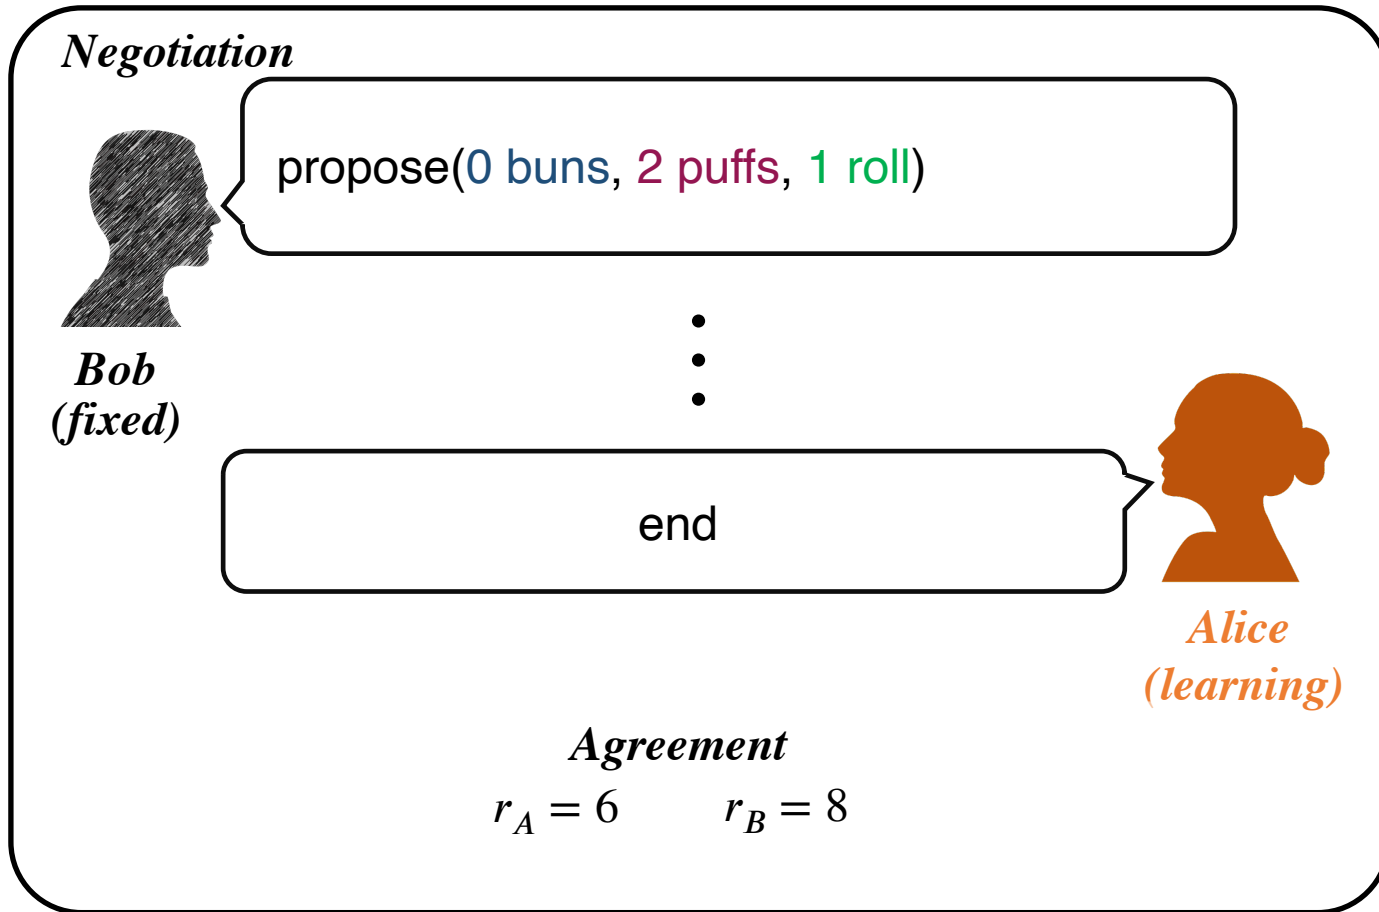 Negotiation
propose(0 buns, 2 puffs, 1 roll)
Bob
(fixed)
end
Alice
(learning)
Agreement
r_A = 6 r_B = 8